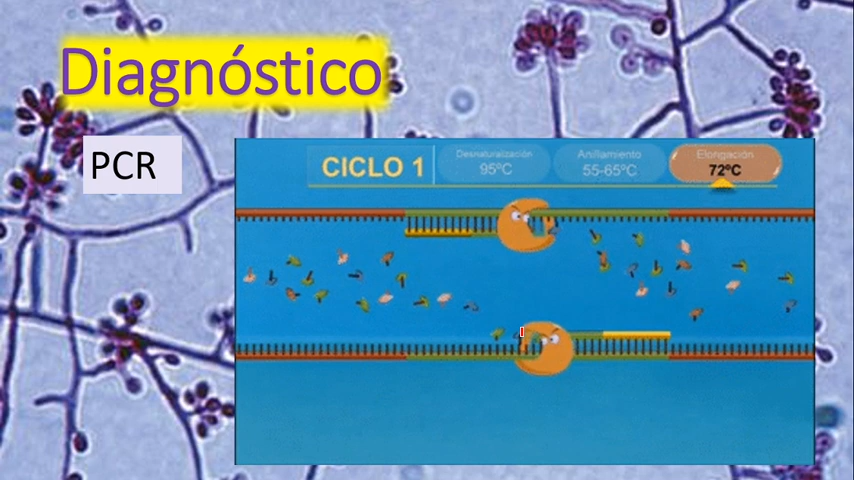 Diagnóstico
PCR
CICLO 1
Desnaturalización
95ºC
Anillamiento
55-65ºC
Elongación
72ºC